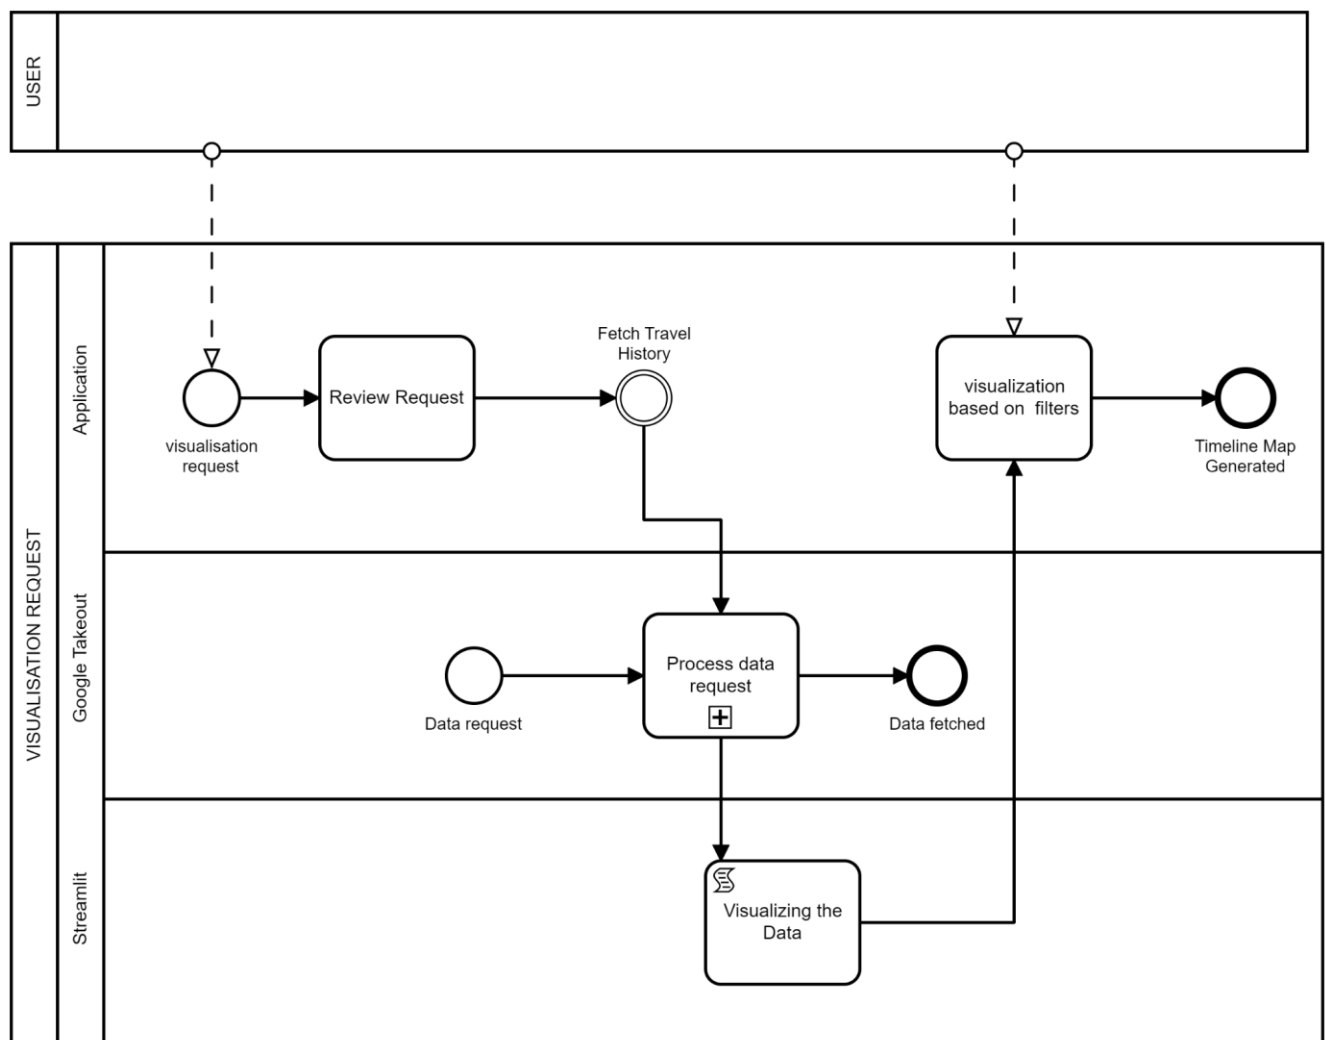 USER
VISUALISATION REQUEST
Application
visualisation
request
Review Request
Fetch Travel
History
visualization
based on  filters
Timeline Map
Generated
Google Takeout
Data request
Process data
request
Data fetched
Streamlit
Visualizing the
Data